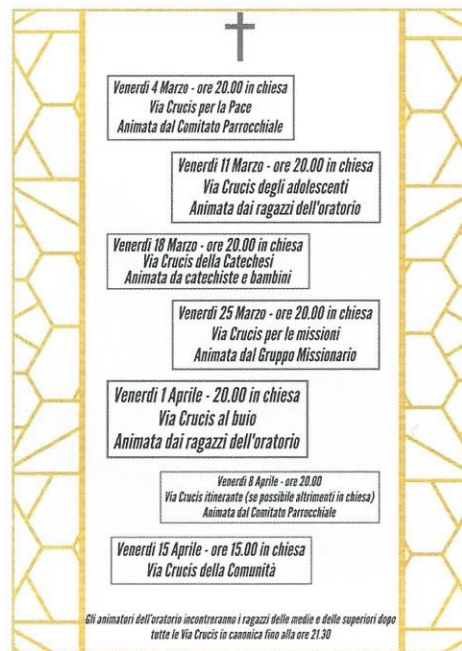 Venerdì 4 Marzo - ore 20.00 in chiesa
Via Crucis per la Pace
Animata dal Comitato Parrocchiale
Venerdì 11 Marzo - ore 20.00 in chiesa
Via Crucis degli adolescenti
Animata dai ragazzi dell'oratorio
Venerdì 18 Marzo - ore 20.00 in chiesa
Via Crucis della Catechesi
Animata da catechiste e bambini
Venerdì 25 Marzo - ore 20.00 in chiesa
Via Crucis per le missioni
Animata dal Gruppo Missionario
Venerdì 1 Aprile - 20.00 in chiesa
Via Crucis al buio
Animata dai ragazzi dell'oratorio
Venerdì 8 Aprile - ore 20.00
Via Crucis itinerante (se possibile altrimenti in chiesa)
Animata dal Comitato Parrocchiale
Venerdì 15 Aprile - ore 15.00 in chiesa
Via Crucis della Comunità
Gli animatori dell'oratorio incontreranno i ragazzi delle medie e delle superiori dopo
tutte le Via Crucis in canonica fino alla ore 21.30